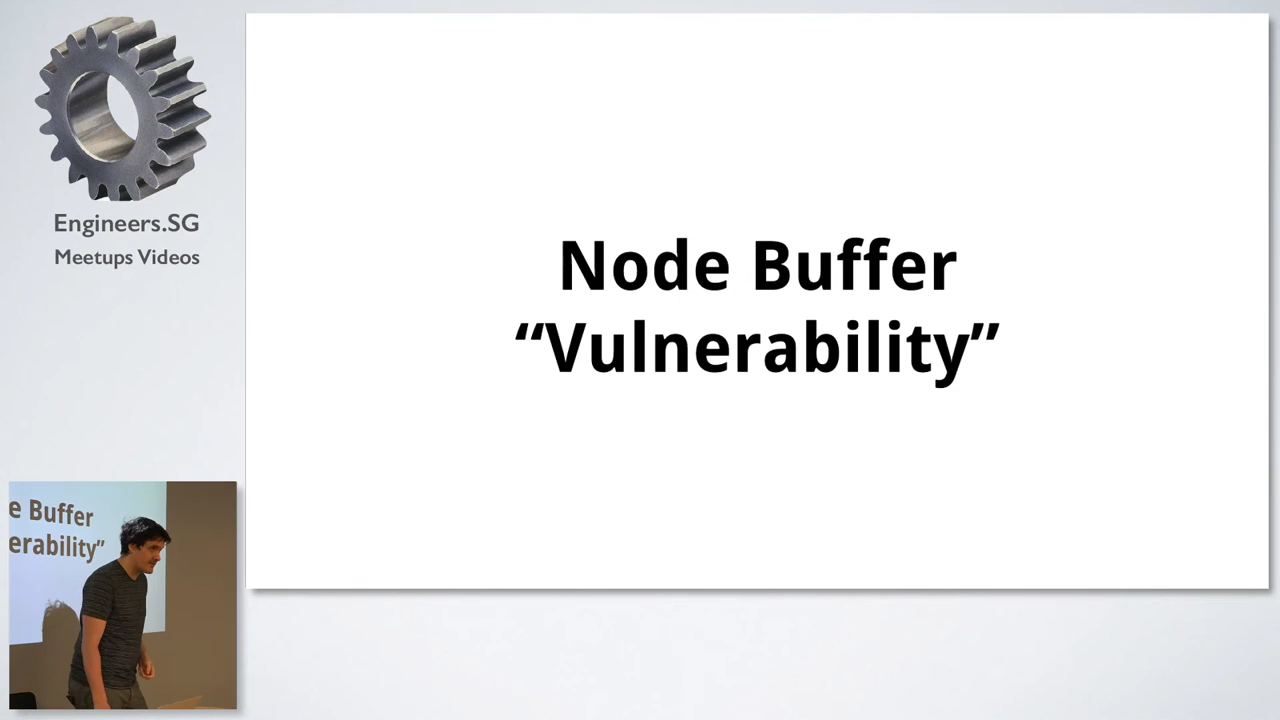 Engineers.SG
Meetups Videos
Node Buffer
“Vulnerability”
e Buffer
erability”